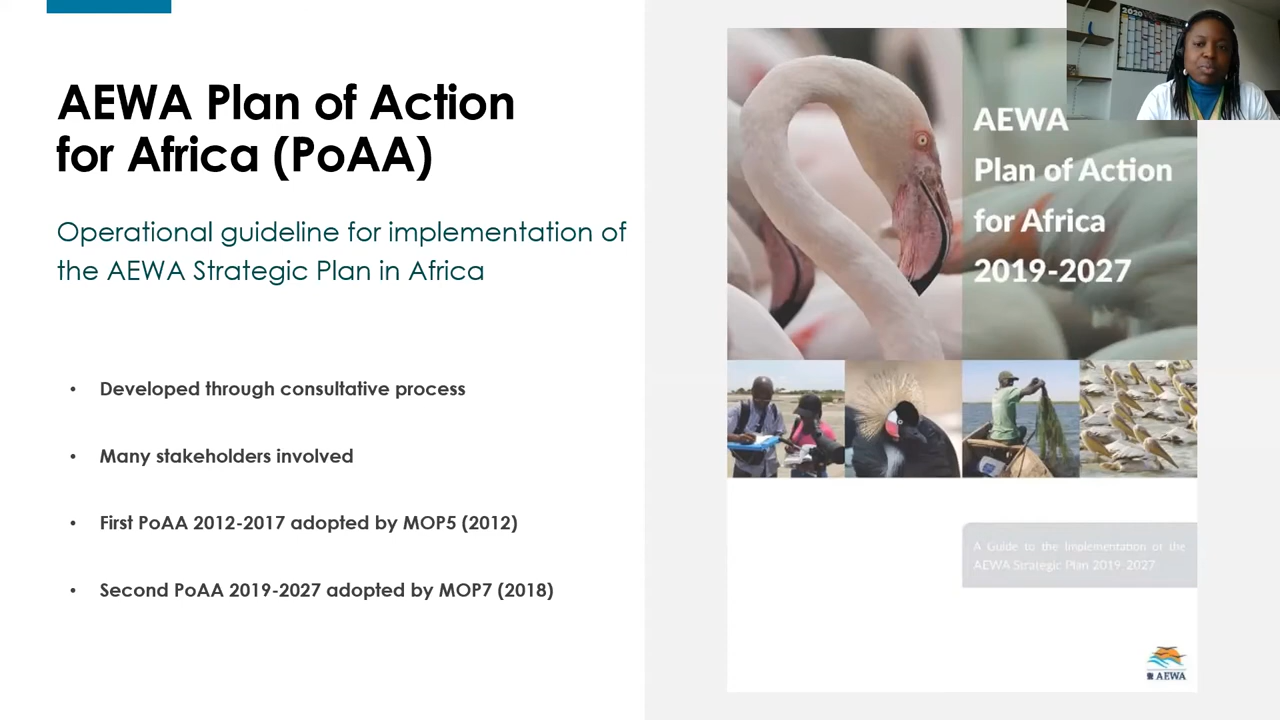 AEWA Plan of Action
for Africa (PoAA)
Operational guideline for implementation of
the AEWA Strategic Plan in Africa
• Developed through consultative process
• Many stakeholders involved
• First PoAA 2012-2017 adopted by MOP5 (2012)
• Second PoAA 2019-2027 adopted by MOP7 (2018)
2020
AEWA
Plan of Action
for Africa
2019-2027
A Guide to the Implementation of the
AEWA Strategic Plan 2019-2027
AEWA